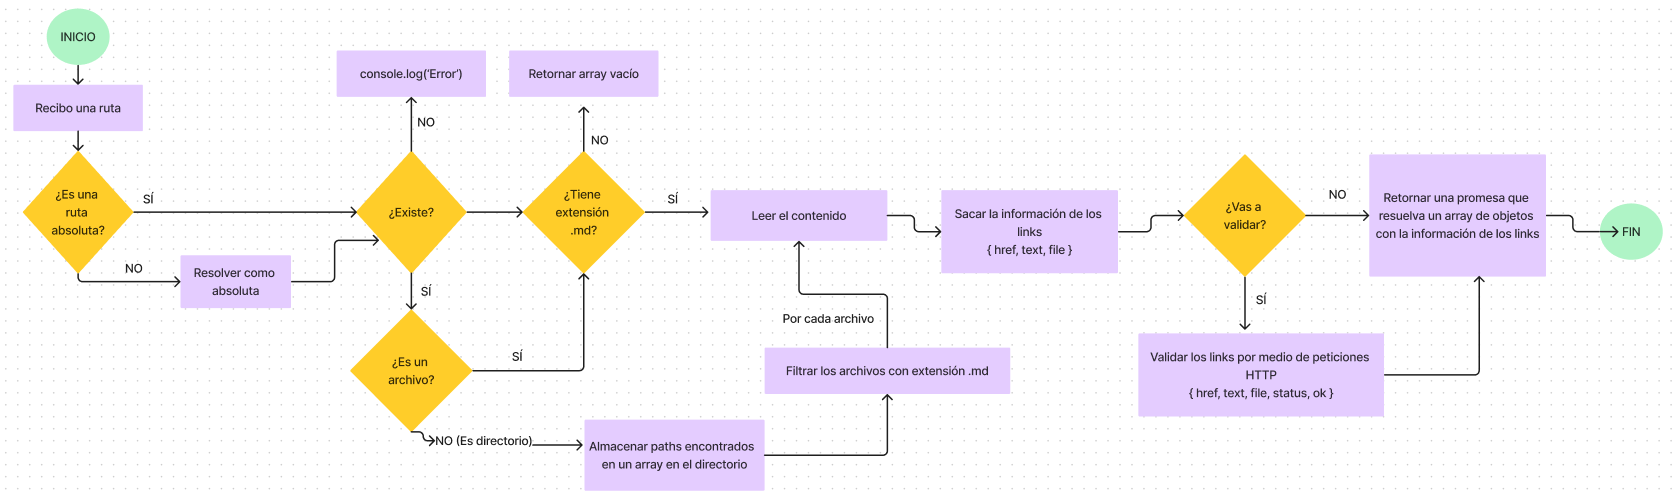 INICIO
Recibo una ruta
¿Es una
ruta
absoluta?
SÍ
NO
Resolver como
absoluta
console.log('Error')
NO
¿Existe?
SÍ
¿Es un
archivo?
SÍ
NO (Es directorio)
Retornar array vacío
NO
¿Tiene
extensión
.md?
SÍ
Almacenar paths encontrados
en un array en el directorio
Filtrar los archivos con extensión .md
Por cada archivo
Leer el contenido
Sacar la información de los
links
{ href, text, file }
¿Vas a
validar?
NO
SÍ
Validar los links por medio de peticiones
HTTP
{ href, text, file, status, ok }
Retornar una promesa que
resuelva un array de objetos
con la información de los links
FIN